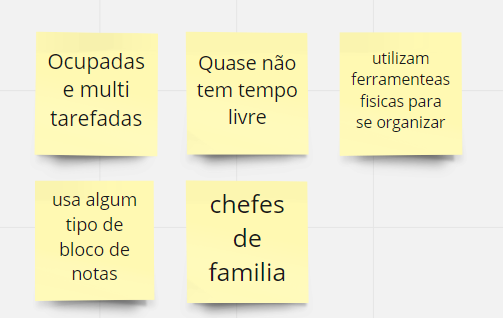 Ocupadas
e multi
tarefadas
Quase não
tem tempo
livre
utilizam
ferramenteas
fisicas para
se organizar
usa algum
tipo de
bloco de
notas
chefes
de
familia